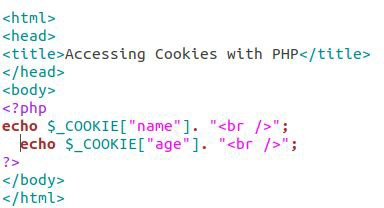 <html>
<head>
<title>Accessing Cookies with PHP</title>
</head>
<body>
<?php
echo $_COOKIE["name"]. "<br />";
  echo $_COOKIE["age"]. "<br />";
?>
</body>
</html>